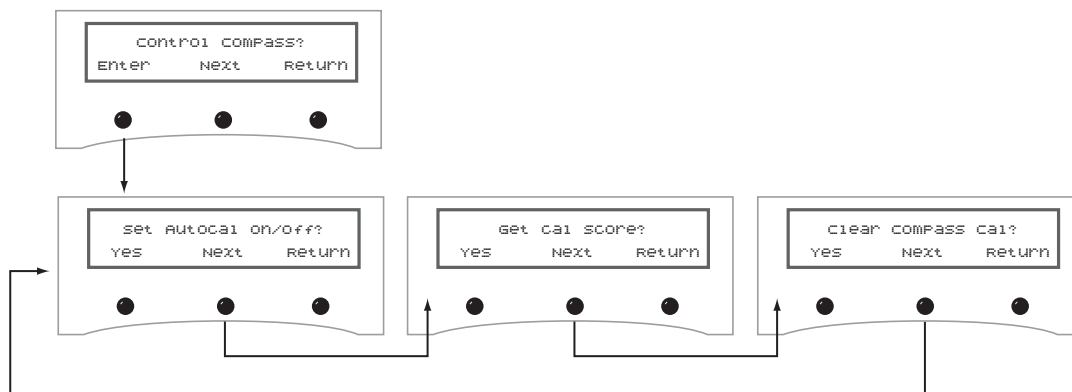 Control Compass?
Enter Next Return
Set Autocal On/Off?
Yes Next Return
Get Cal Score?
Yes Next Return
Clear Compass Cal?
Yes Next Return